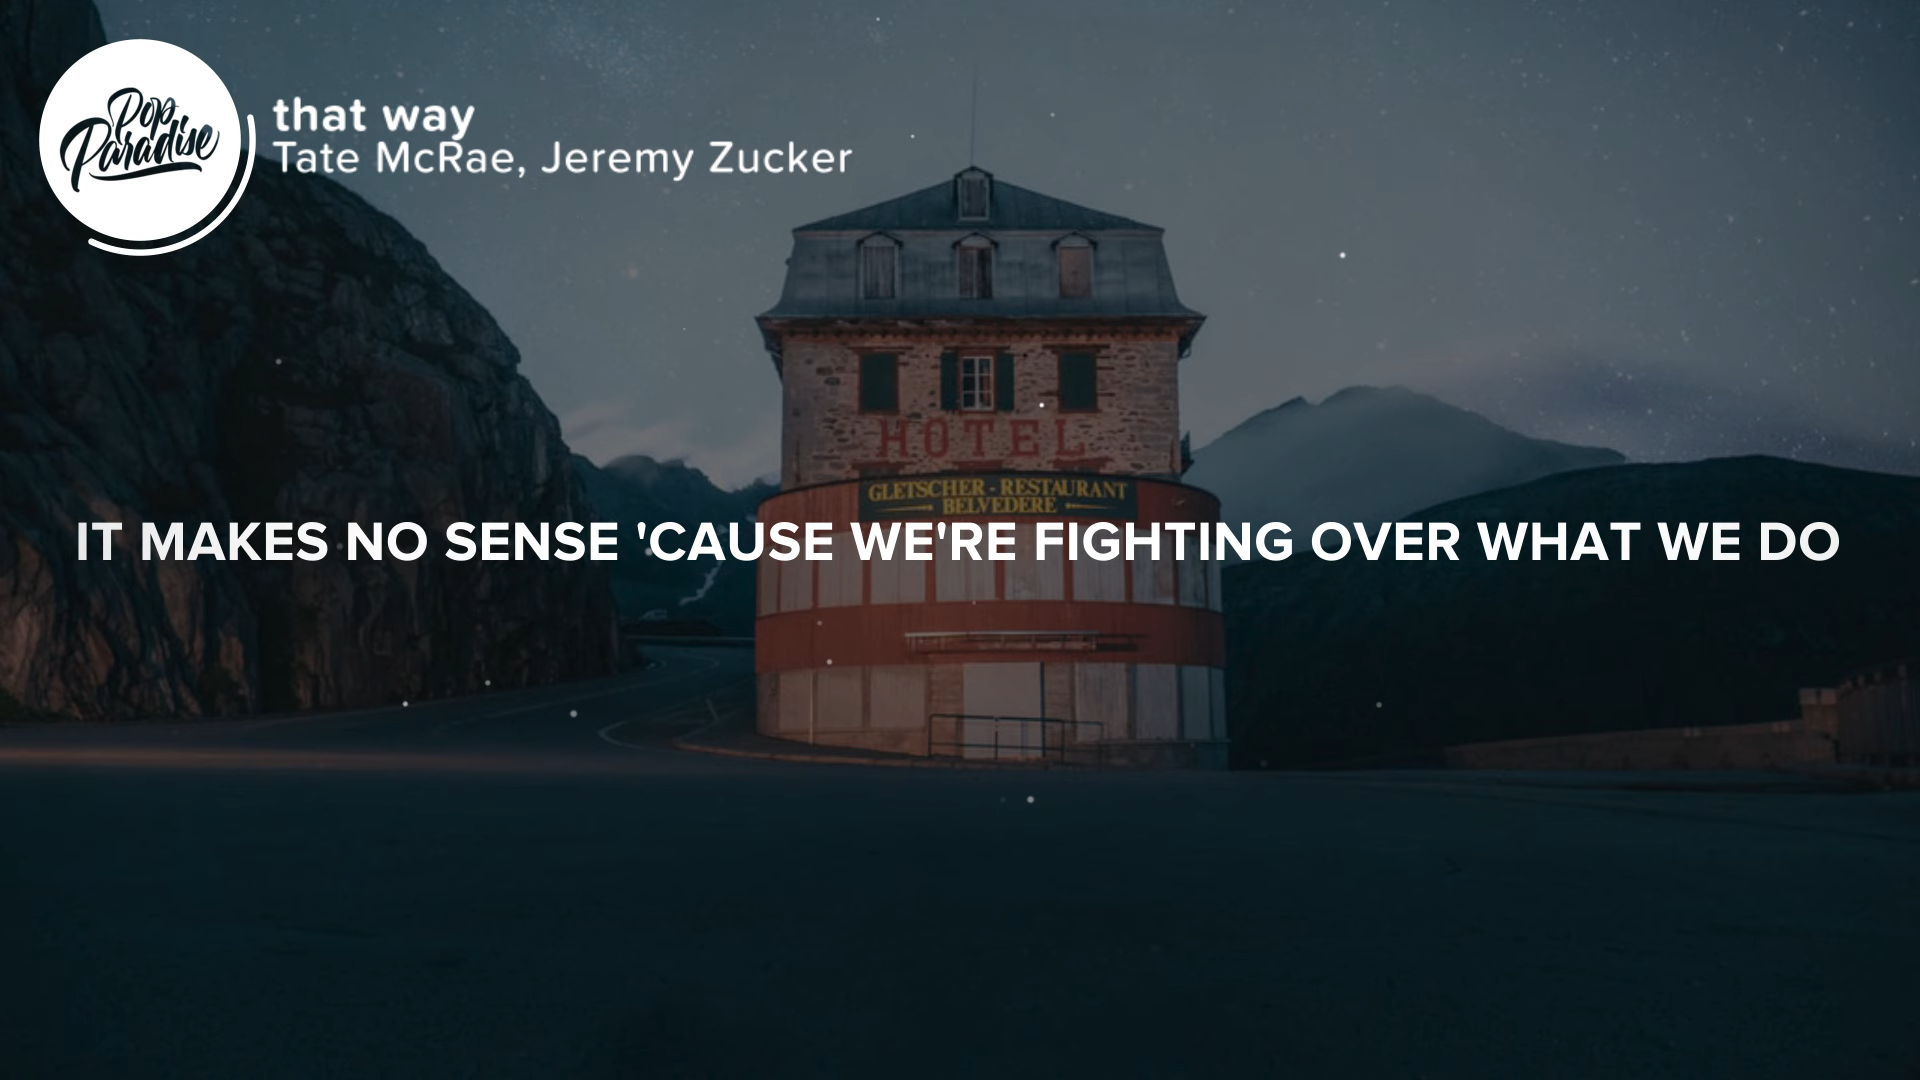 Pop
Paradise
that way
Tate McRae, Jeremy Zucker
HOTEL
GLETSCHER - RESTAURANT
BELVEDERE
IT MAKES NO SENSE 'CAUSE WE'RE FIGHTING OVER WHAT WE DO